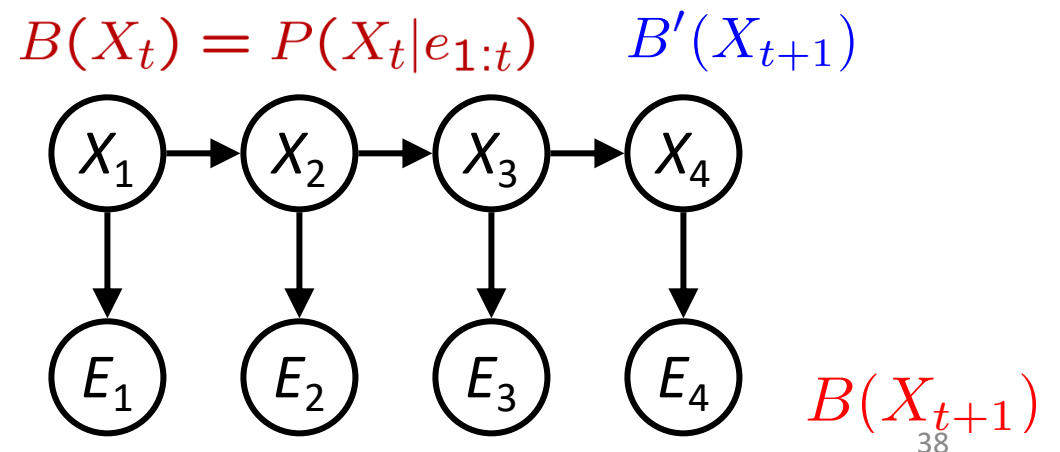 B(X_t) = P(X_t|e_{1:t}) B'(X_{t+1})
X_1 X_2 X_3 X_4
E_1 E_2 E_3 E_4
B(X_{t+1})
38